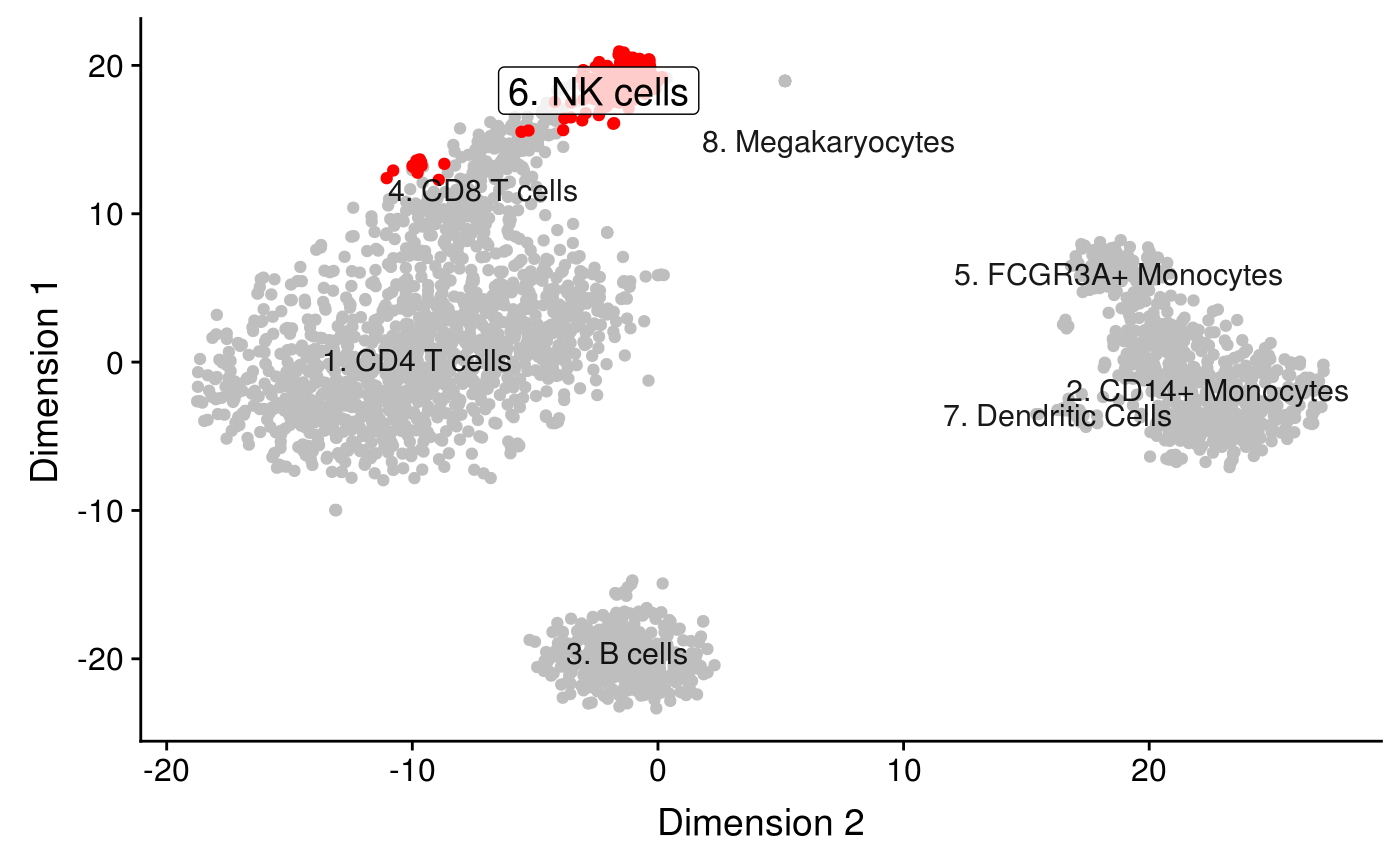 20
6. NK cells
8. Megakaryocytes
4. CD8 T cells
10
5. FCGR3A+ Monocytes
Dimension 1
0
1. CD4 T cells
2. CD14+ Monocytes
7. Dendritic Cells
-10
3. B cells
-20
-20 -10 0 10 20
Dimension 2